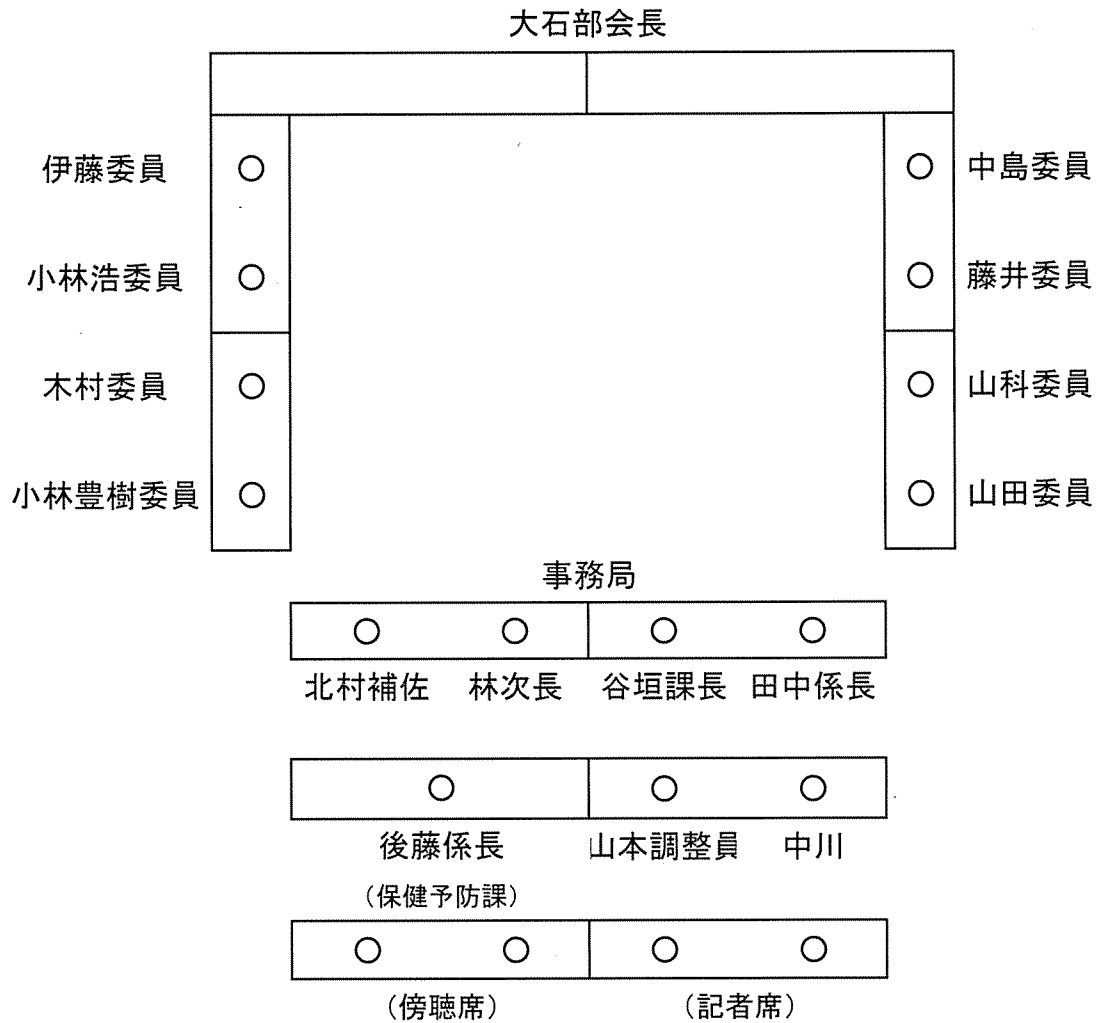 大石部会長
伊藤委員 中島委員
小林浩委員 藤井委員
木村委員 山科委員
小林豊樹委員 山田委員
事務局
北村補佐 林次長 谷垣課長 田中係長
後藤係長 山本調整員 中川
（保健予防課）
（傍聴席） （記者席）